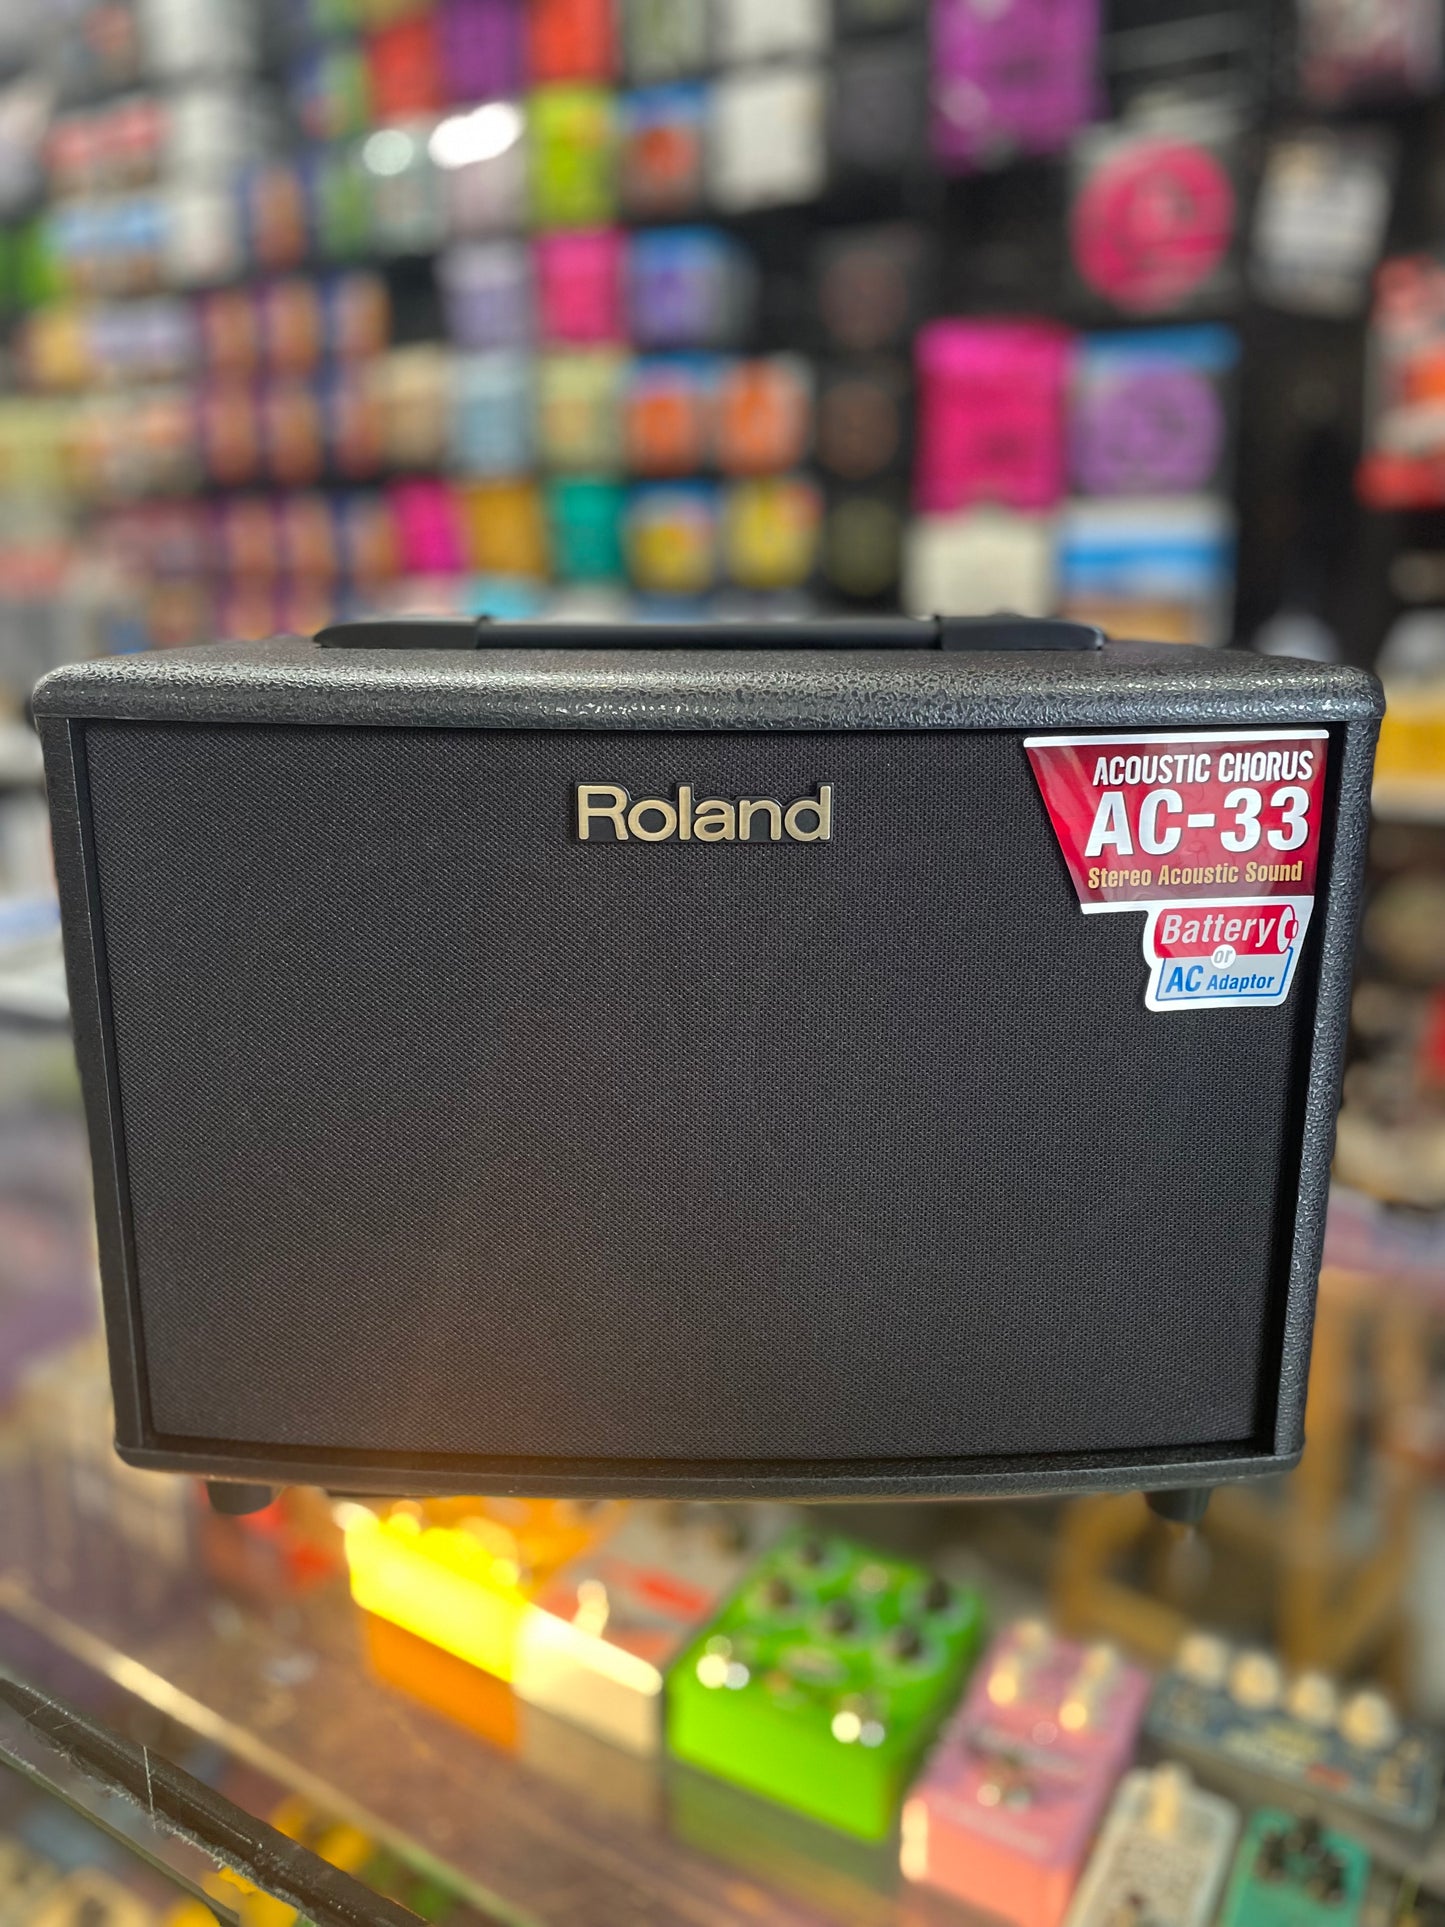 Roland
ACOUSTIC CHORUS
AC-33
Stereo Acoustic Sound
Battery
or
AC Adaptor